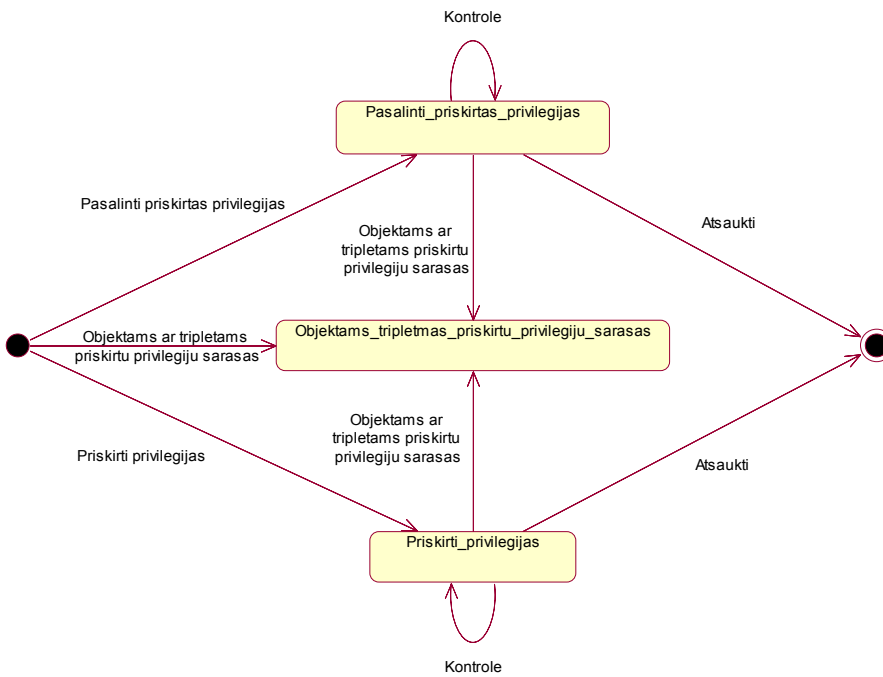 Kontrole
Pasalinti_priskirtas_privilegijas
Pasalinti priskirtas privilegijas
Objektams ar
tripletams priskirtu
privilegiju sarasas
Atsaukti
Objektams_tripletmas_priskirtu_privilegiju_sarasas
Objektams ar tripletams
priskirtu privilegiju sarasas
Objektams ar
tripletams priskirtu
privilegiju sarasas
Priskirti privilegijas
Atsaukti
Priskirti_privilegijas
Kontrole